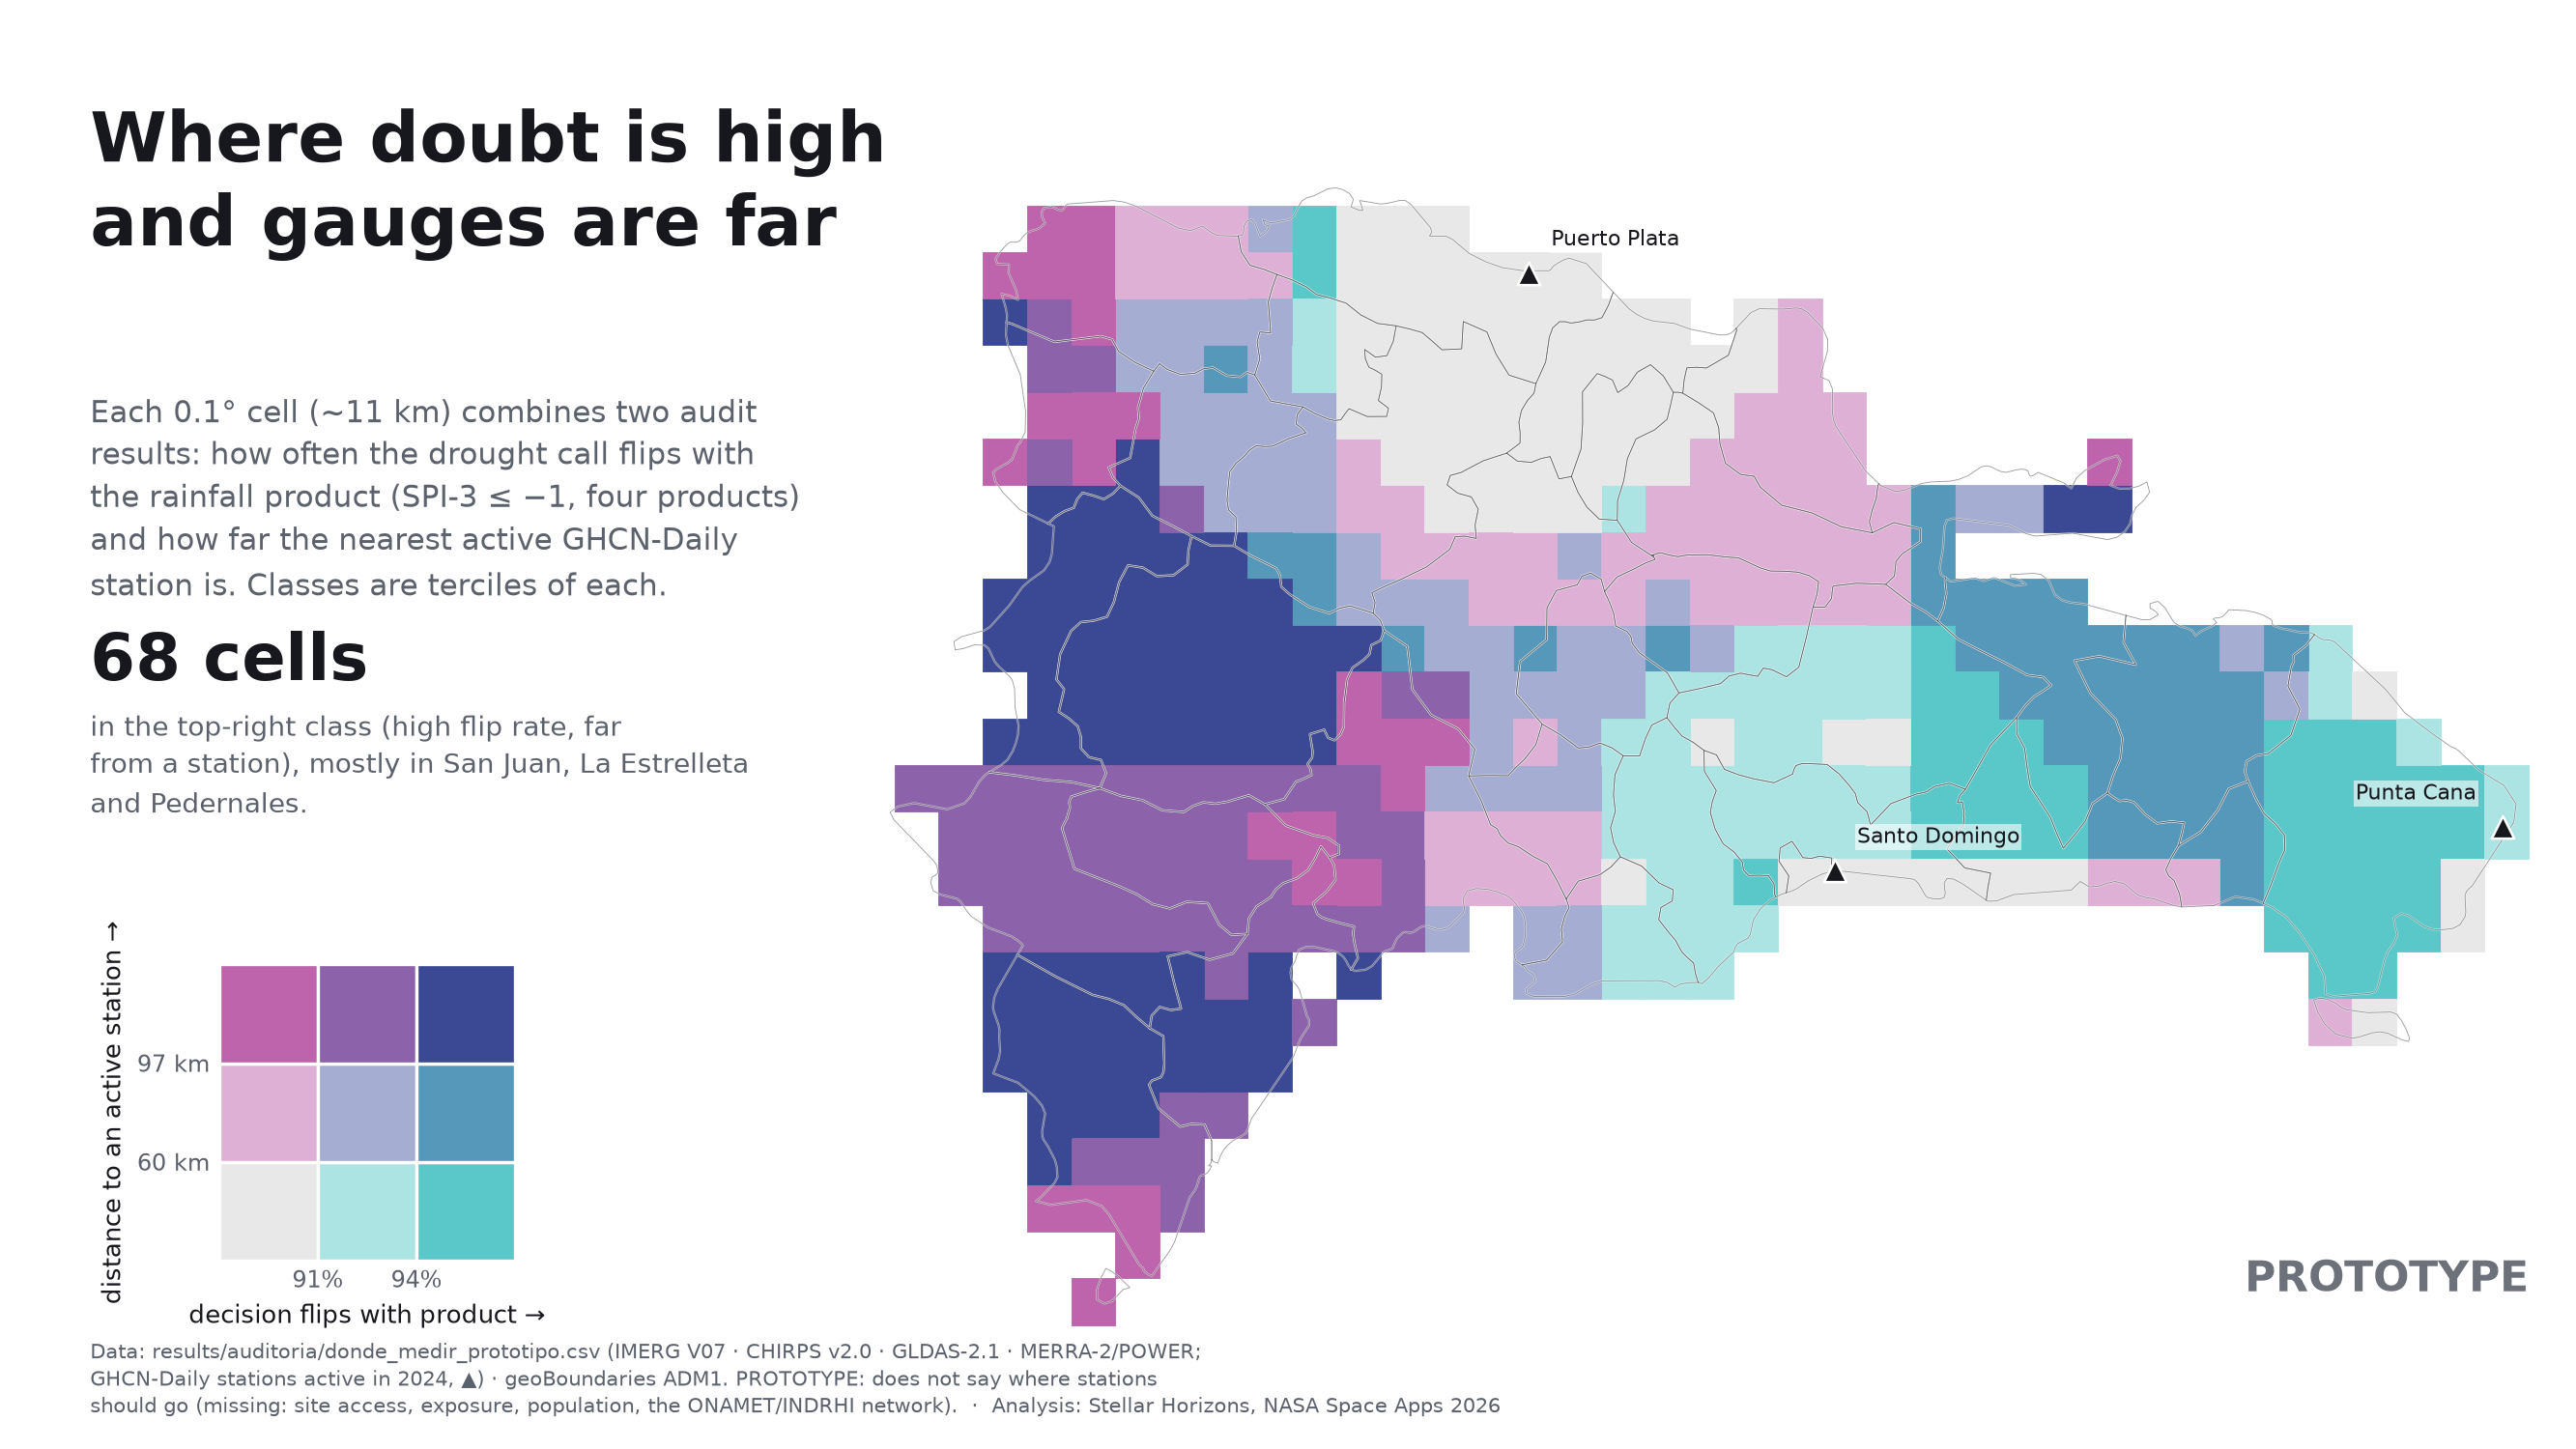 Where doubt is high
and gauges are far
Each 0.1° cell (~11 km) combines two audit
results: how often the drought call flips with
the rainfall product (SPI-3 ≤ −1, four products)
and how far the nearest active GHCN-Daily
station is. Classes are terciles of each.
68 cells
in the top-right class (high flip rate, far
from a station), mostly in San Juan, La Estrelleta
and Pedernales.
distance to an active station →
97 km
60 km
91% 94%
decision flips with product →
Puerto Plata
Punta Cana
Santo Domingo
PROTOTYPE
Data: results/auditoria/donde_medir_prototipo.csv (IMERG V07 · CHIRPS v2.0 · GLDAS-2.1 · MERRA-2/POWER;
GHCN-Daily stations active in 2024, ▲) · geoBoundaries ADM1. PROTOTYPE: does not say where stations
should go (missing: site access, exposure, population, the ONAMET/INDRHI network). · Analysis: Stellar Horizons, NASA Space Apps 2026